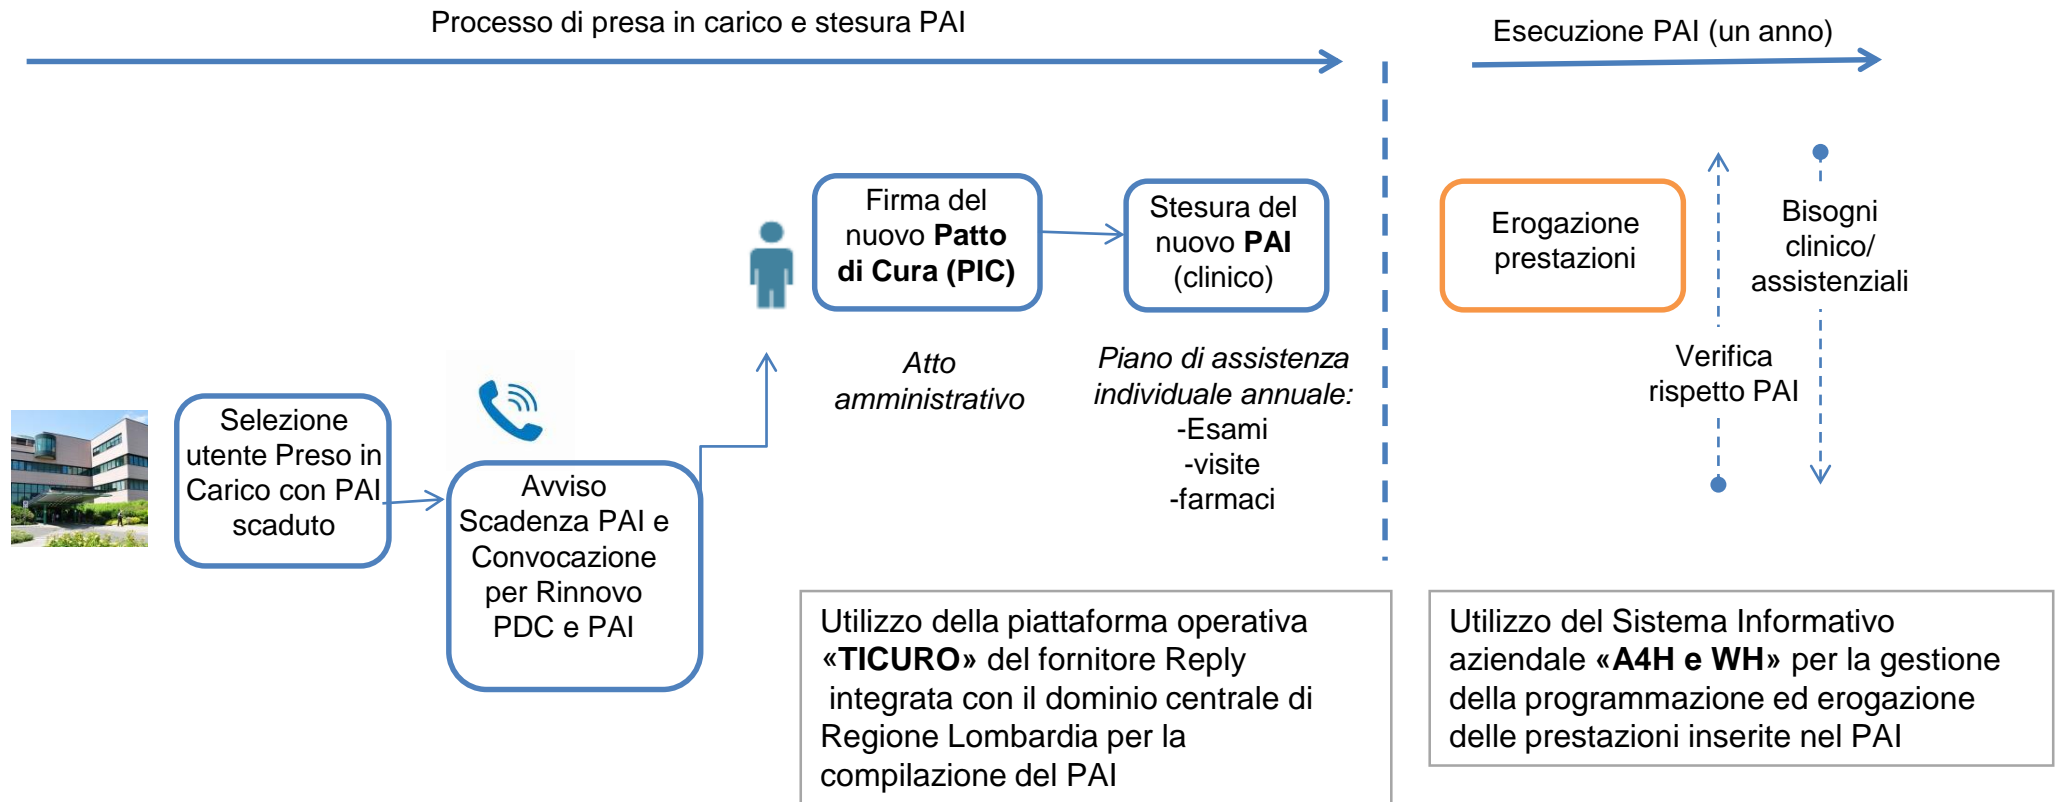 Processo di presa in carico e stesura PAI
Esecuzione PAI (un anno)
Selezione
utente Preso in
Carico con PAI
scaduto
Avviso
Scadenza PAI e
Convocazione
per Rinnovo
PDC e PAI
Firma del
nuovo Patto
di Cura (PIC)
Atto
amministrativo
Stesura del
nuovo PAI
(clinico)
Piano di assistenza
individuale annuale:
-Esami
-visite
-farmaci
Erogazione
prestazioni
Verifica
rispetto PAI
Bisogni
clinico/
assistenziali
Utilizzo della piattaforma operativa
«TICURO» del fornitore Reply
integrata con il dominio centrale di
Regione Lombardia per la
compilazione del PAI
Utilizzo del Sistema Informativo
aziendale «A4H e WH» per la gestione
della programmazione ed erogazione
delle prestazioni inserite nel PAI